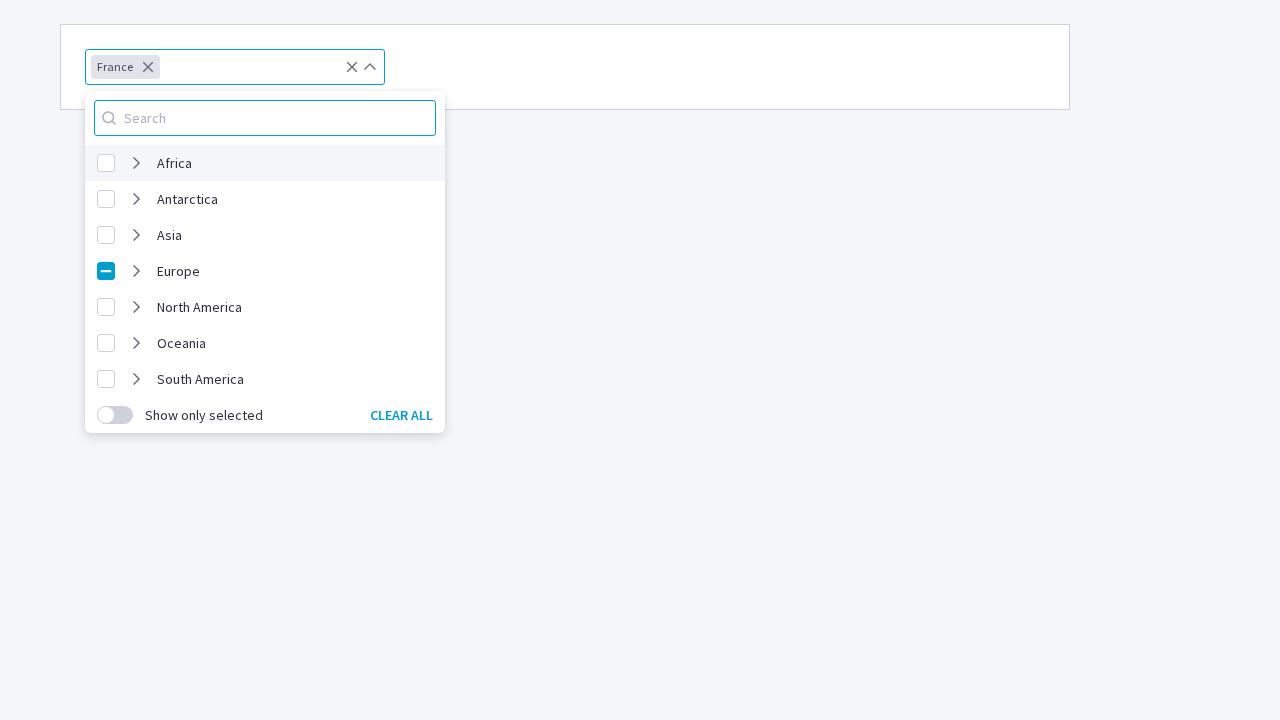 France
Search
Africa
Antarctica
Asia
Europe
North America
Oceania
South America
Show only selected CLEAR ALL